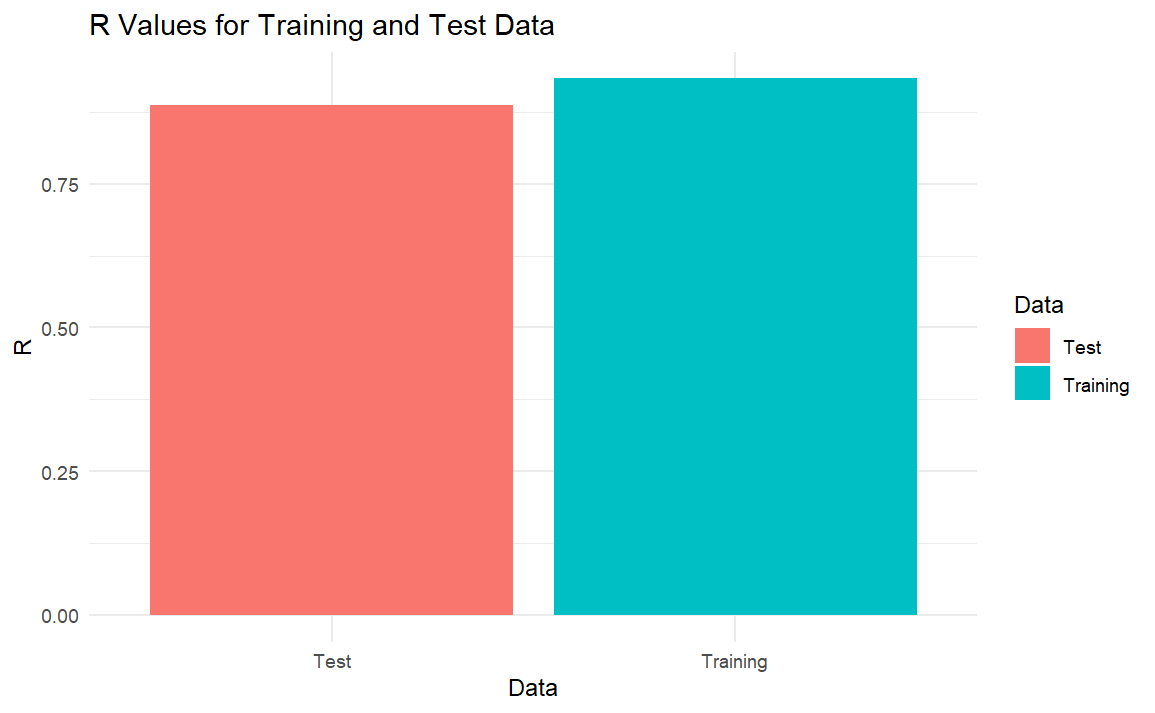 R Values for Training and Test Data
R
0.75
0.50
0.25
0.00
Test
Training
Data
Data
Test
Training